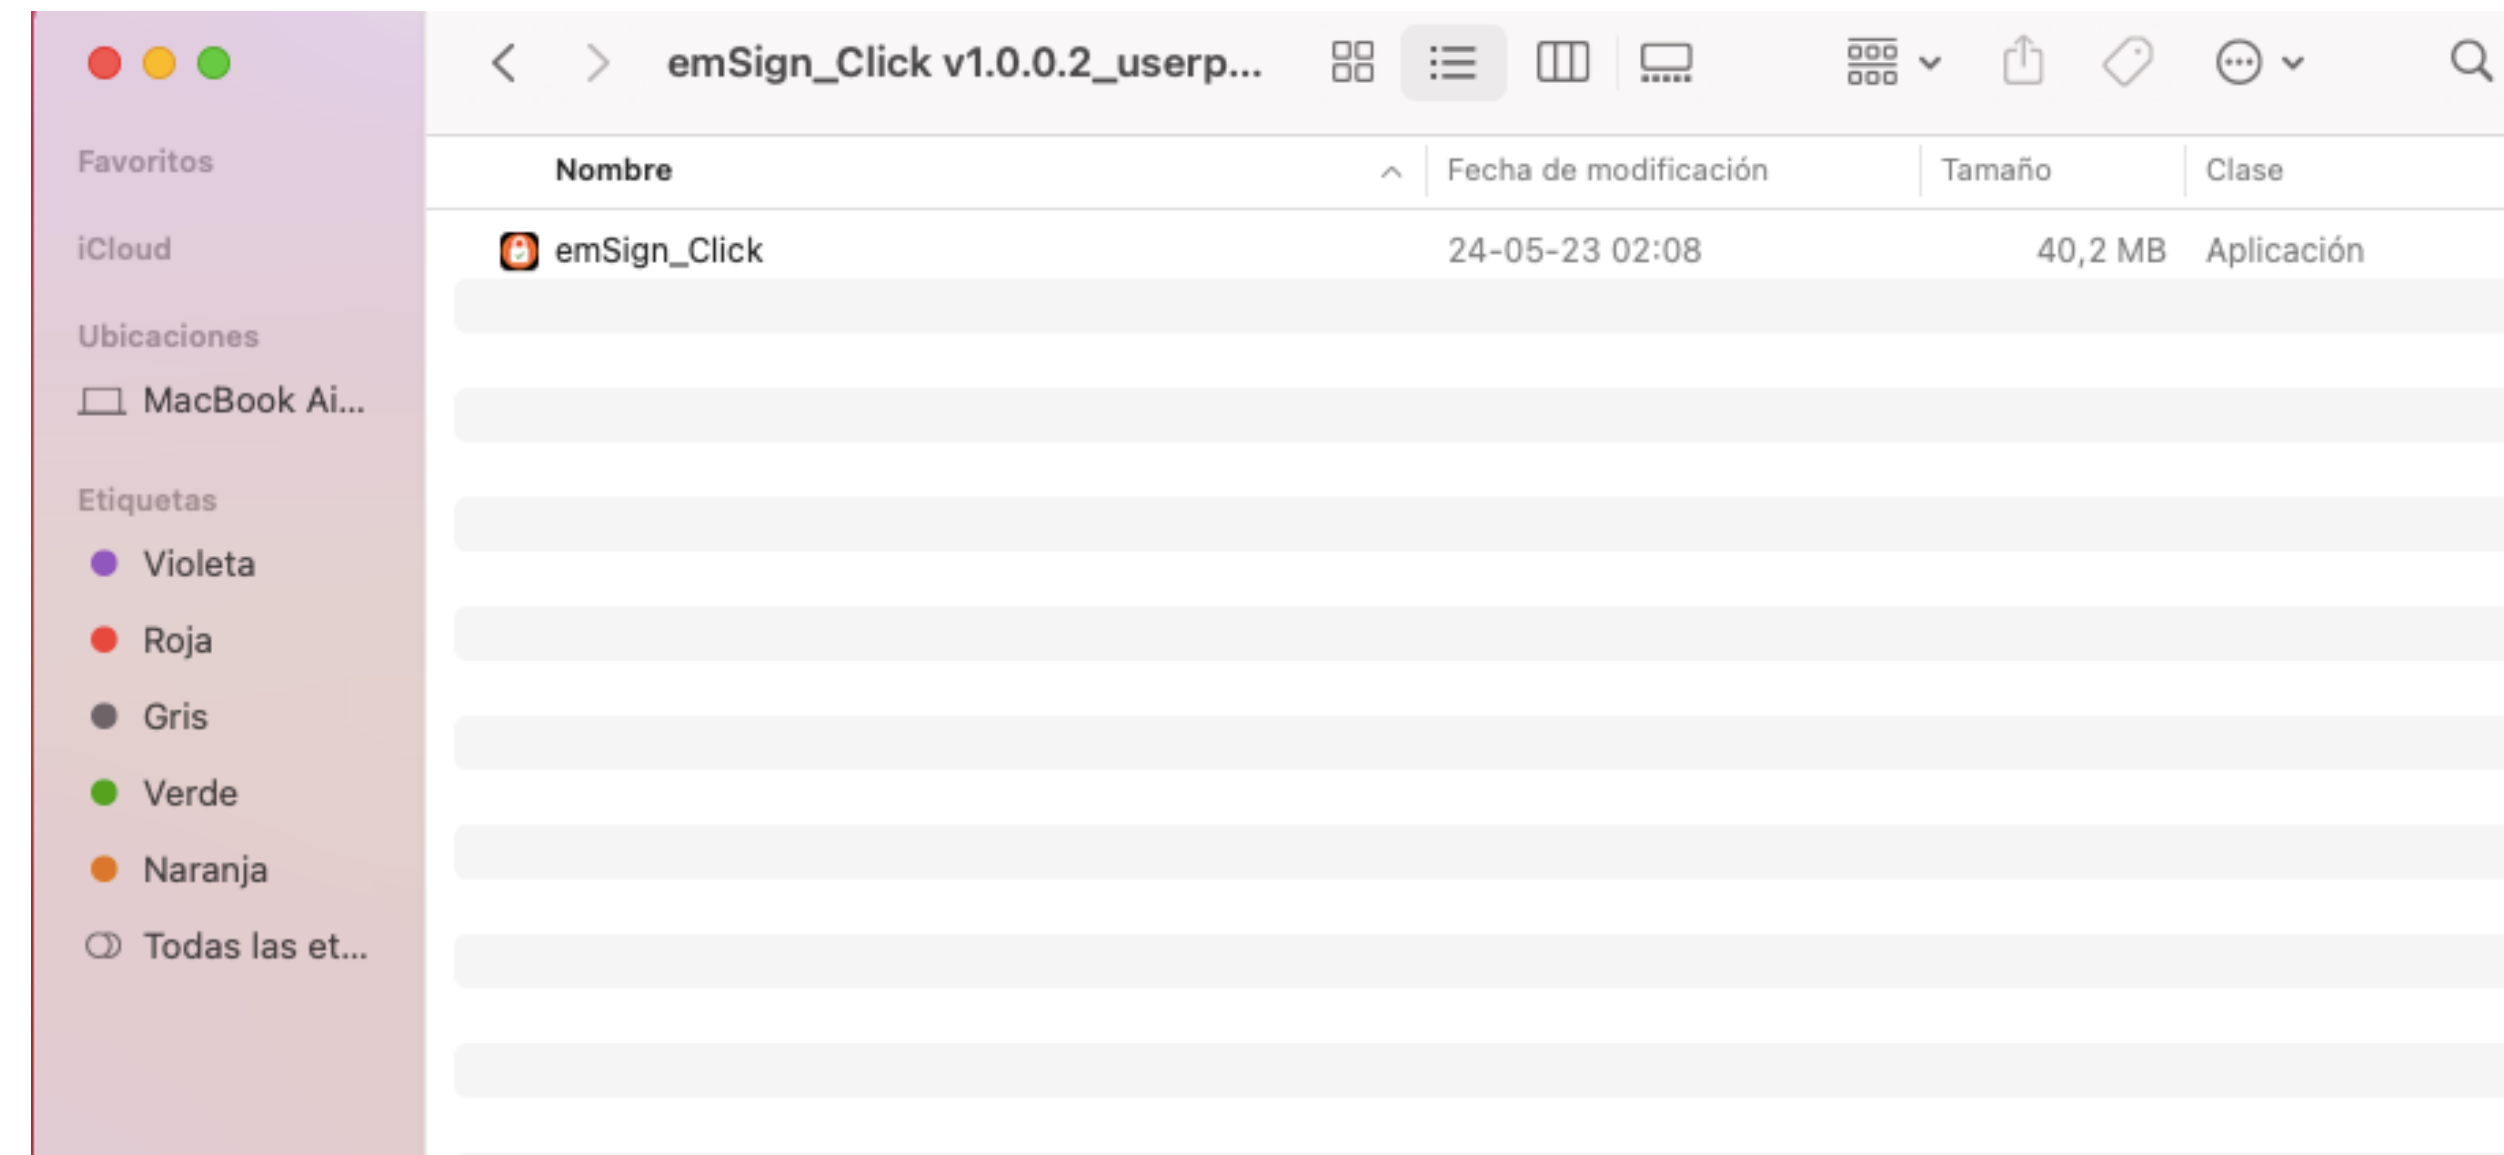 emSign_Click v1.0.0.2_userp...
Favoritos
iCloud
Ubicaciones
MacBook Ai...
Etiquetas
Violeta
Roja
Gris
Verde
Naranja
Todas las et...
Nombre Fecha de modificación Tamaño Clase
emSign_Click 24-05-23 02:08 40,2 MB Aplicación